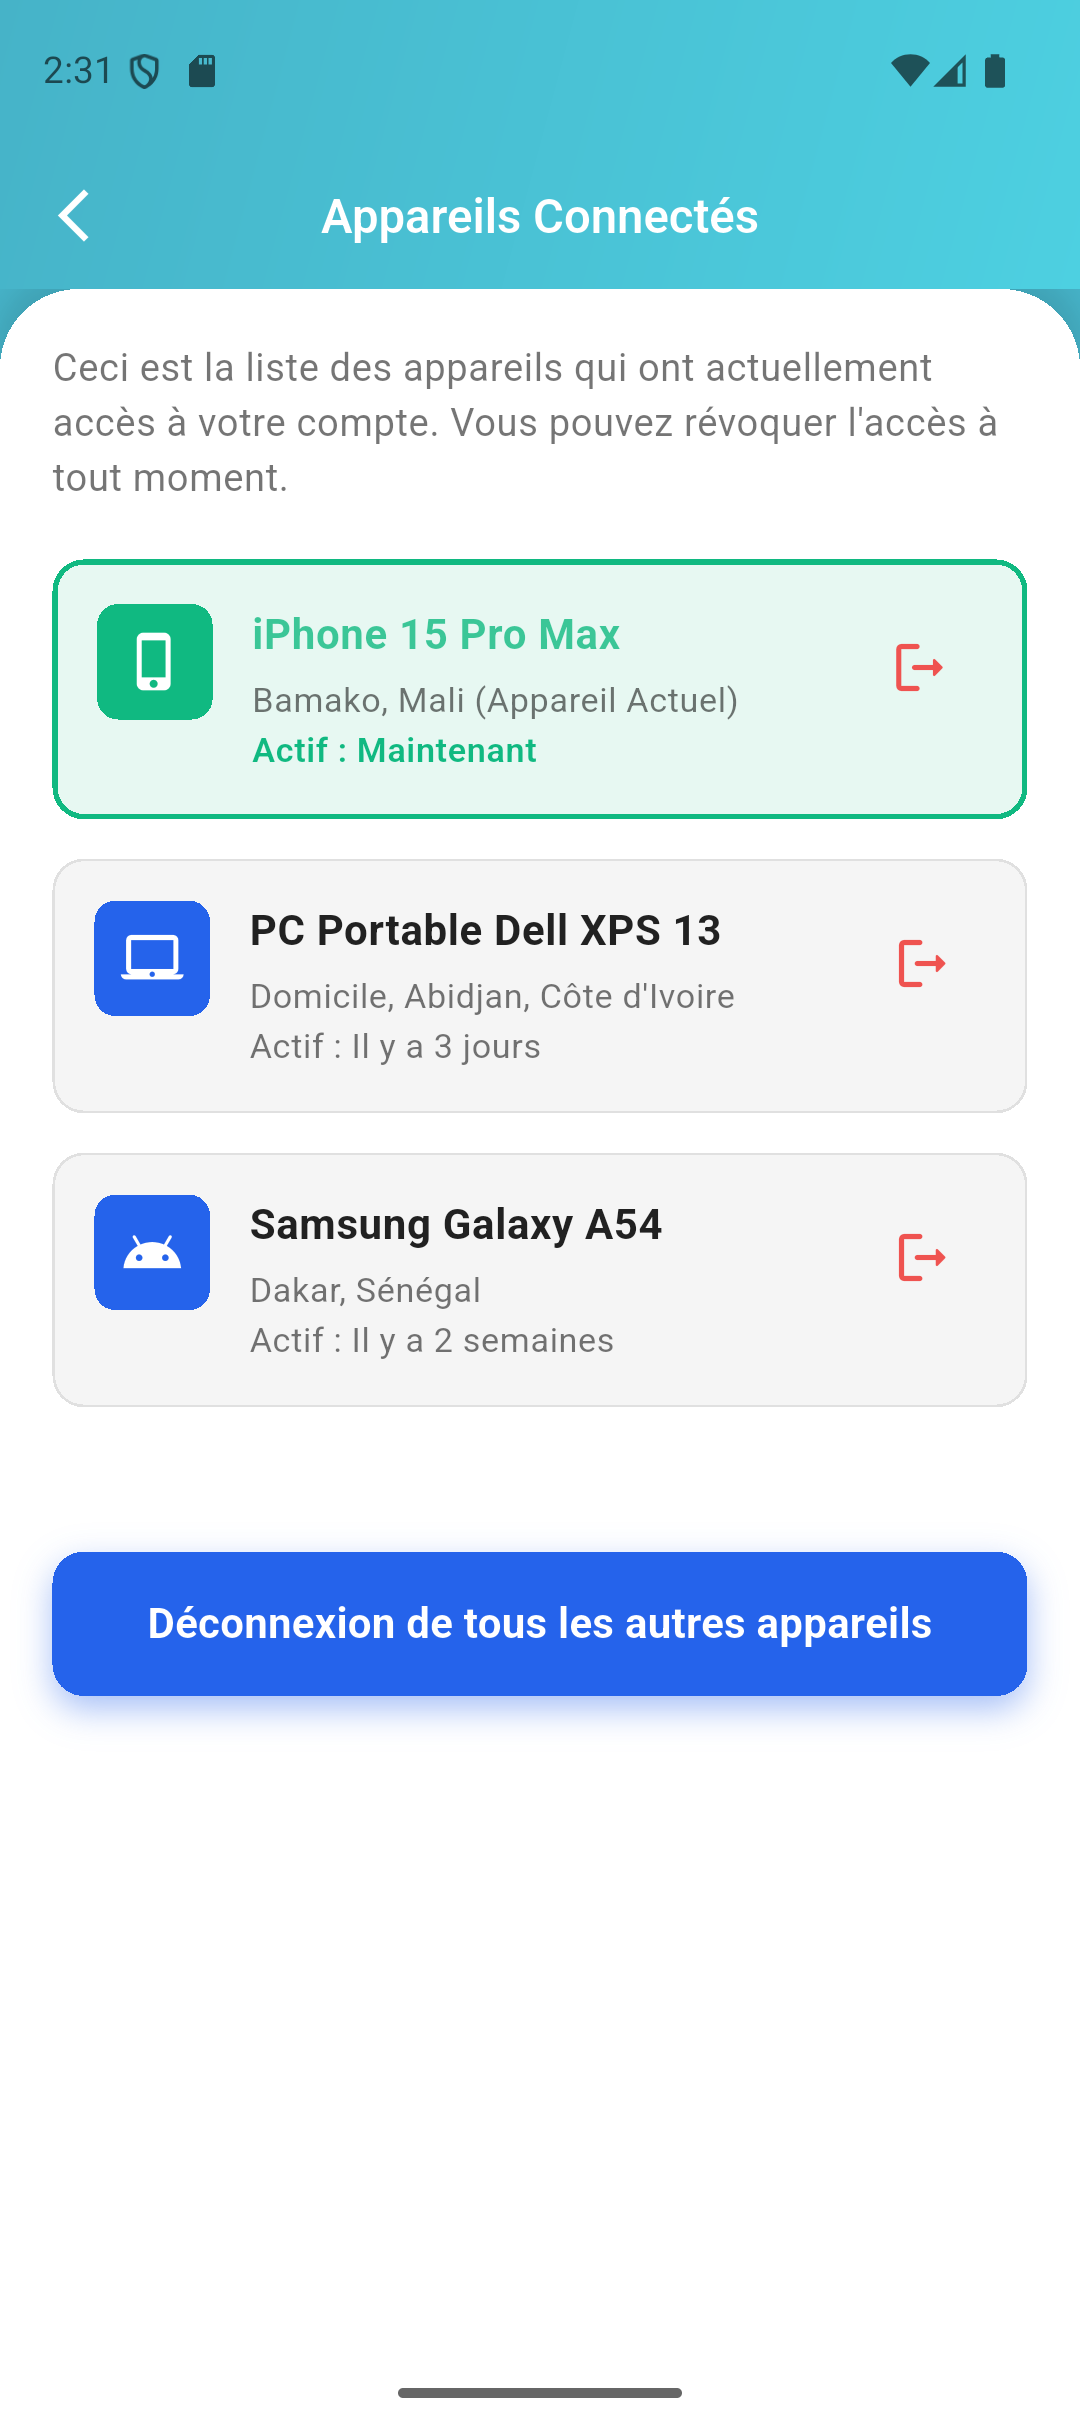 2:31
Appareils Connectés
Ceci est la liste des appareils qui ont actuellement
accès à votre compte. Vous pouvez révoquer l'accès à
tout moment.
iPhone 15 Pro Max
Bamako, Mali (Appareil Actuel)
Actif : Maintenant
PC Portable Dell XPS 13
Domicile, Abidjan, Côte d'Ivoire
Actif : Il y a 3 jours
Samsung Galaxy A54
Dakar, Sénégal
Actif : Il y a 2 semaines
Déconnexion de tous les autres appareils